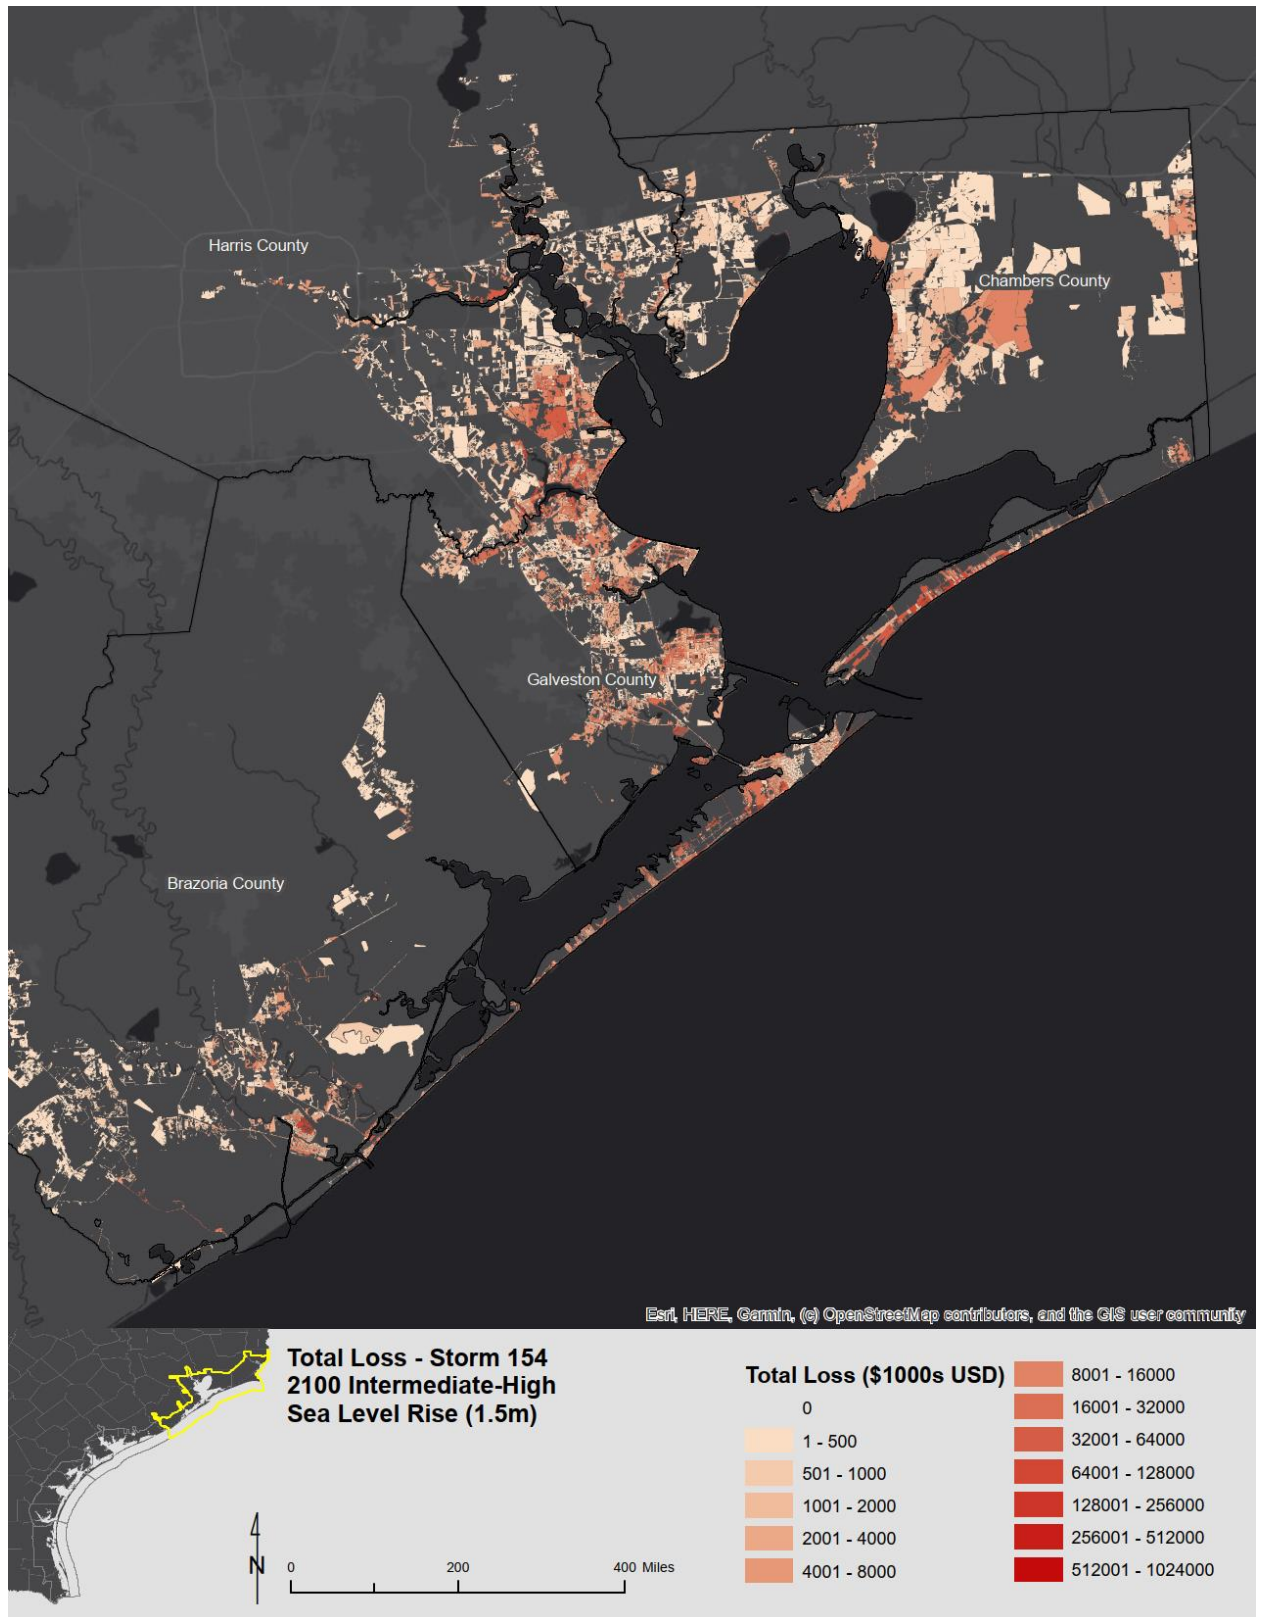 Harris County
Chambers County
Galveston County
Brazoria County
Esri, HERE, Garmin, (c) OpenStreetMap contributors, and the GIS user community
Total Loss - Storm 154
2100 Intermediate-High
Sea Level Rise (1.5m)
N
0 200 400 Miles
Total Loss ($1000s USD)
0
1 - 500
501 - 1000
1001 - 2000
2001 - 4000
4001 - 8000
8001 - 16000
16001 - 32000
32001 - 64000
64001 - 128000
128001 - 256000
256001 - 512000
512001 - 1024000